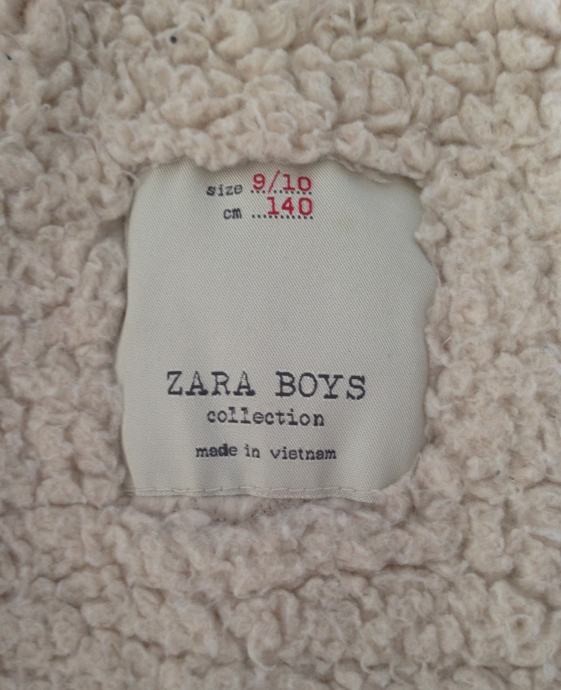 size 9/10
cm 140
ZARA BOYS
collection
made in vietnam